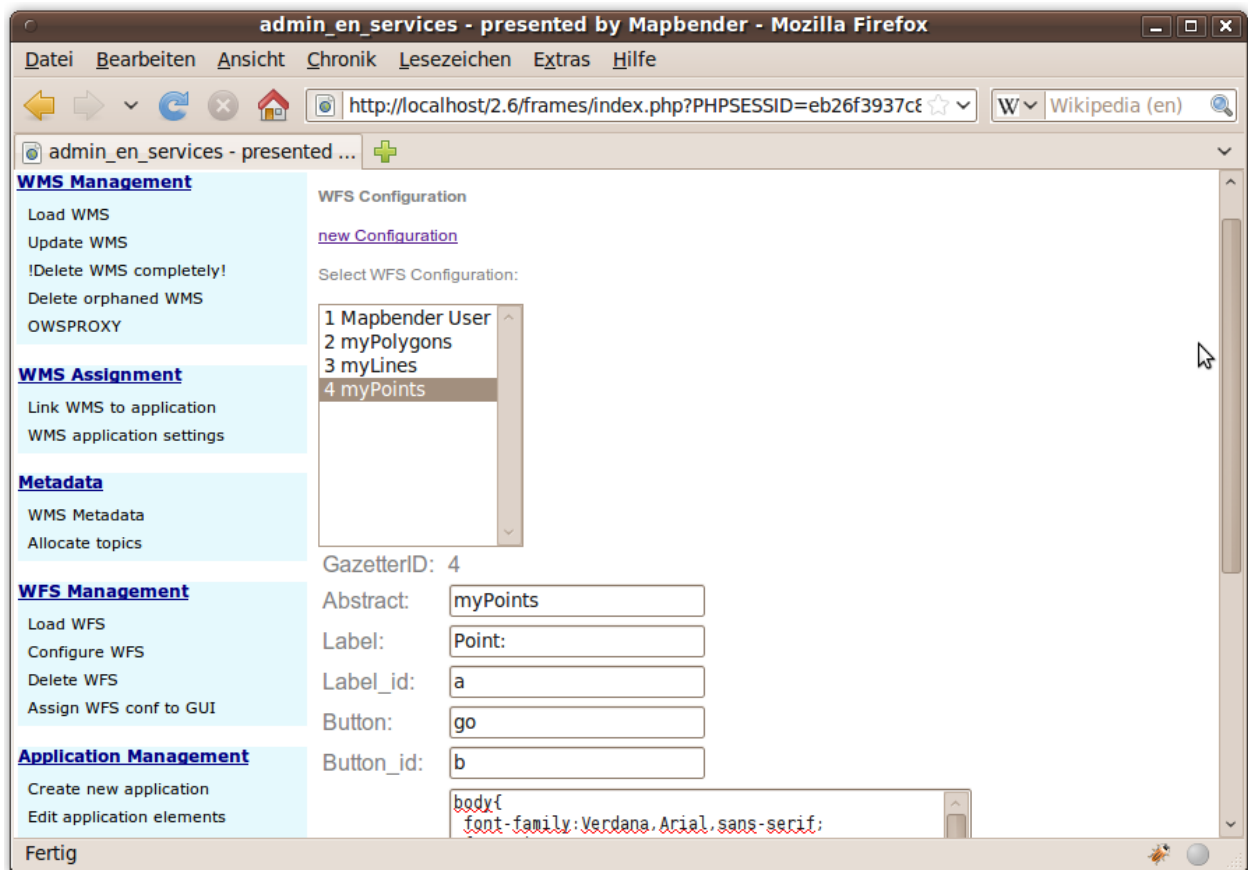 admin_en_services - presented by Mapbender - Mozilla Firefox
Datei Bearbeiten Ansicht Chronik Lesezeichen Extras Hilfe
http://localhost/2.6/frames/index.php?PHPSESSID=eb26f3937c8
W Wikipedia (en)
admin_en_services - presented ...
WMS Management
Load WMS
Update WMS
!Delete WMS completely!
Delete orphaned WMS
OWSPROXY
WMS Assignment
Link WMS to application
WMS application settings
Metadata
WMS Metadata
Allocate topics
WFS Management
Load WFS
Configure WFS
Delete WFS
Assign WFS conf to GUI
Application Management
Create new application
Edit application elements
WFS Configuration
new Configuration
Select WFS Configuration:
1 Mapbender User
2 myPolygons
3 myLines
4 myPoints
GazetterID: 4
Abstract: myPoints
Label: Point:
Label_id: a
Button: go
Button_id: b
body{
font-family:Verdana,Arial,sans-serif;
Fertig